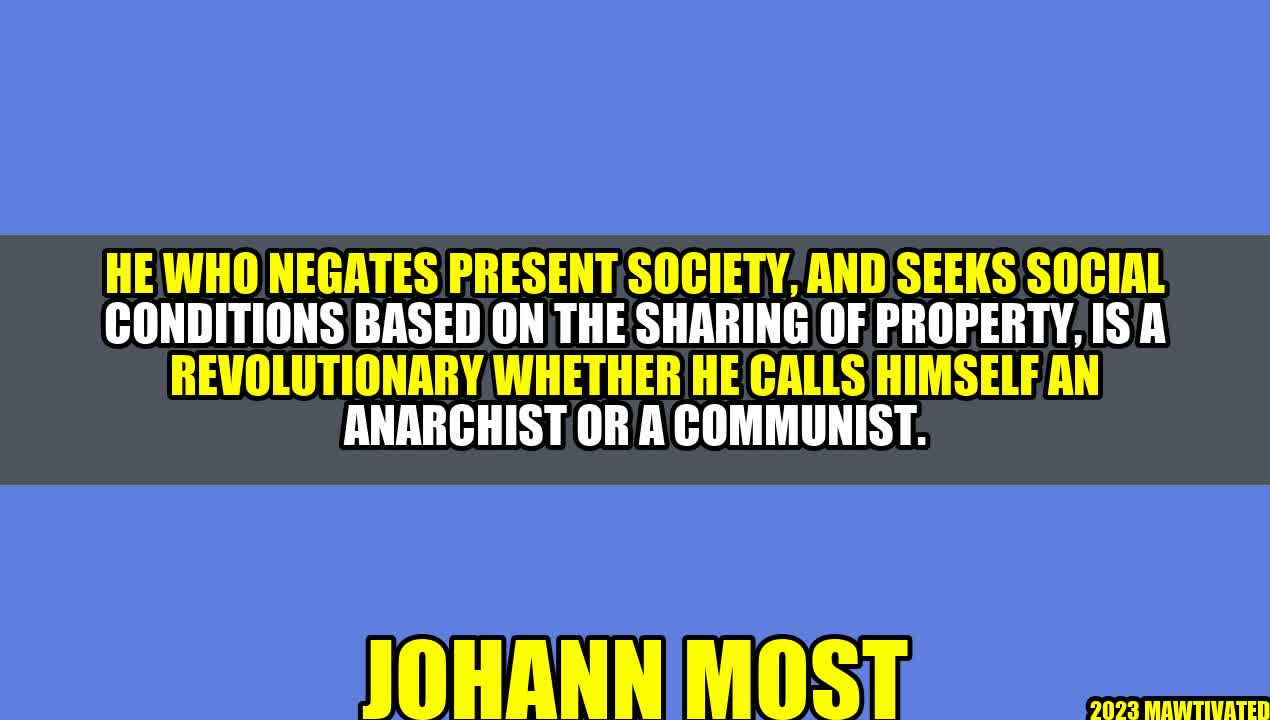 HE WHO NEGATES PRESENT SOCIETY, AND SEEKS SOCIAL
CONDITIONS BASED ON THE SHARING OF PROPERTY, IS A
REVOLUTIONARY WHETHER HE CALLS HIMSELF AN
ANARCHIST OR A COMMUNIST.
JOHANN MOST
2023 MAWTIVATED